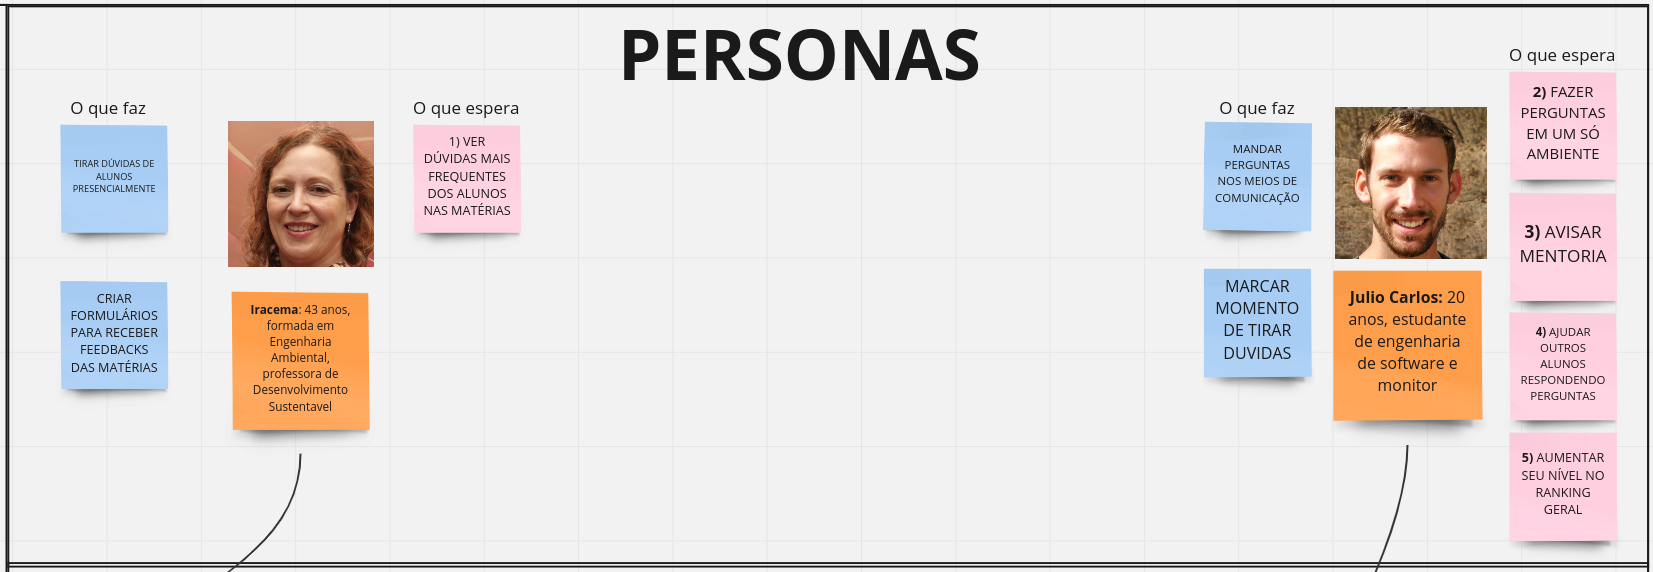 PERSONAS
O que faz
TIRAR DÚVIDAS DE
ALUNOS
PRESENCIALMENTE
CRIAR
FORMULÁRIOS
PARA RECEBER
FEEDBACKS
DAS MATÉRIAS
Iracema: 43 anos,
formada em
Engenharia
Ambiental,
professora de
Desenvolvimento
Sustentavel
O que espera
1) VER
DÚVIDAS MAIS
FREQUENTES
DOS ALUNOS
NAS MATÉRIAS
O que faz
MANDAR
PERGUNTAS
NOS MEIOS DE
COMUNICAÇÃO
MARCAR
MOMENTO
DE TIRAR
DUVIDAS
Julio Carlos: 20
anos, estudante
de engenharia
de software e
monitor
O que espera
2) FAZER
PERGUNTAS
EM UM SÓ
AMBIENTE
3) AVISAR
MENTORIA
4) AJUDAR
OUTROS
ALUNOS
RESPONDENDO
PERGUNTAS
5) AUMENTAR
SEU NÍVEL NO
RANKING
GERAL